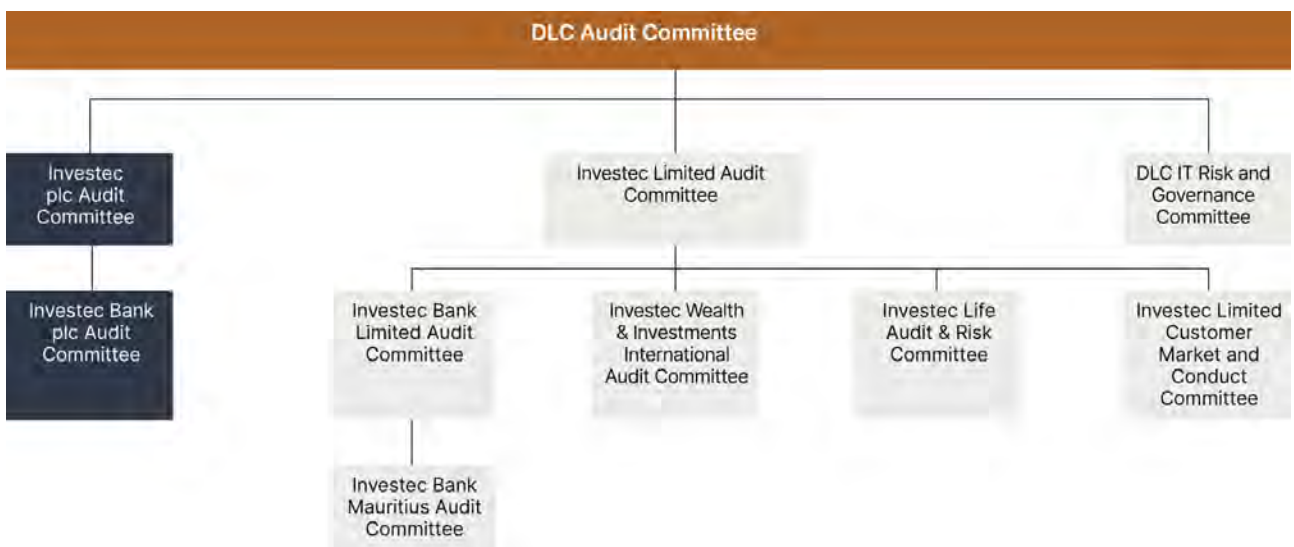 DLC Audit Committee
Investec
plc Audit
Committee
Investec Limited Audit
Committee
DLC IT Risk and
Governance
Committee
Investec Bank
plc Audit
Committee
Investec Bank
Limited Audit
Committee
Investec Wealth
& Investments
International
Audit Committee
Investec Life
Audit & Risk
Committee
Investec Limited
Customer
Market and
Conduct
Committee
Investec Bank
Mauritius Audit
Committee